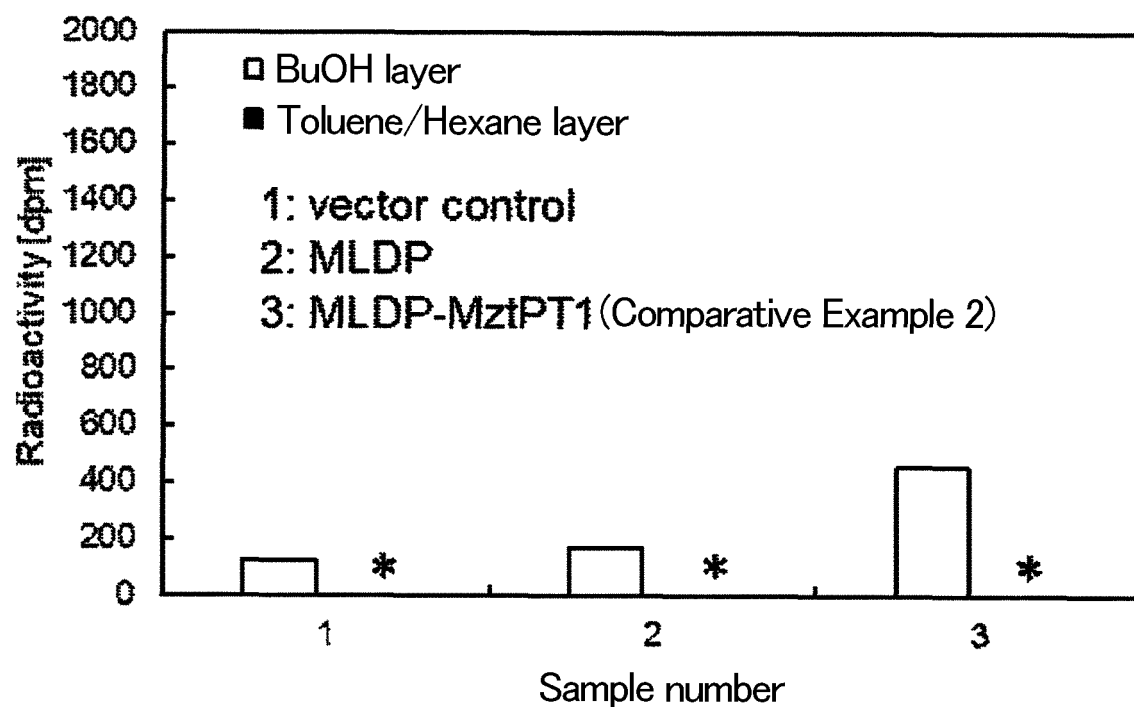 2000
1800
1600
1400
1200
1000
800
600
400
200
0
Radioactivity [dpm]
BuOH layer
Toluene/Hexane layer
1: vector control
2: MLDP
3: MLDP-MztPT1 (Comparative Example 2)
* * *
1 2 3
Sample number